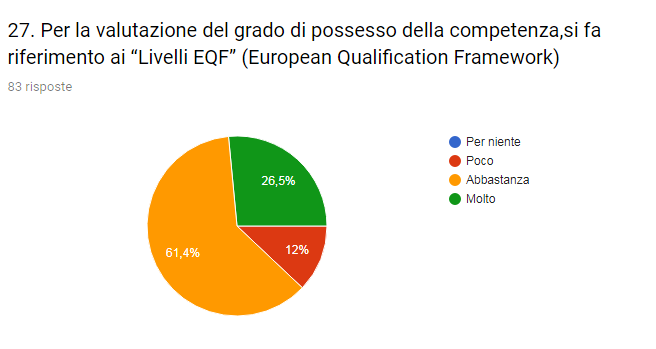 27. Per la valutazione del grado di possesso della competenza,si fa
riferimento ai “Livelli EQF” (European Qualification Framework)
83 risposte
Per niente
Poco
Abbastanza
Molto
26,5%
12%
61,4%